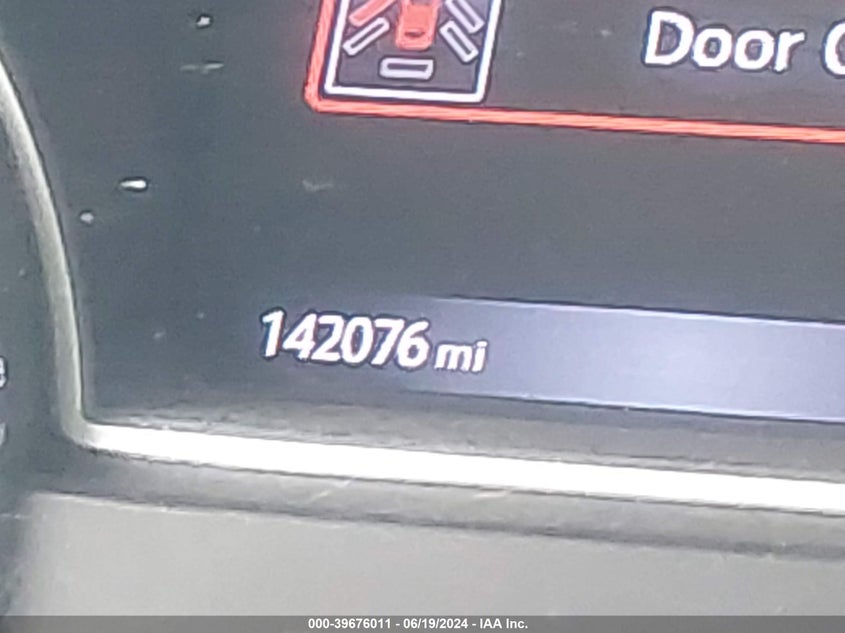 Door
142076 mi
000-39676011 - 06/19/2024 - IAA Inc.